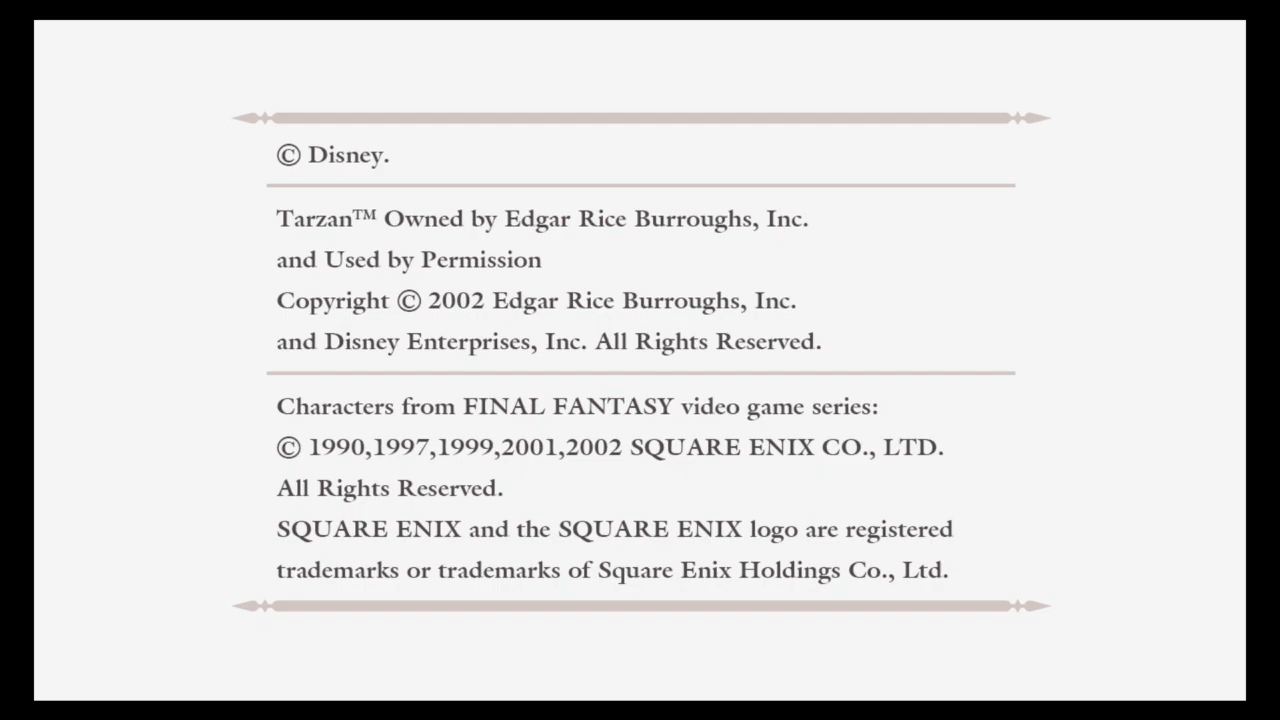 © Disney.
Tarzan™ Owned by Edgar Rice Burroughs, Inc.
and Used by Permission
Copyright © 2002 Edgar Rice Burroughs, Inc.
and Disney Enterprises, Inc. All Rights Reserved.
Characters from FINAL FANTASY video game series:
© 1990,1997,1999,2001,2002 SQUARE ENIX CO., LTD.
All Rights Reserved.
SQUARE ENIX and the SQUARE ENIX logo are registered
trademarks or trademarks of Square Enix Holdings Co., Ltd.